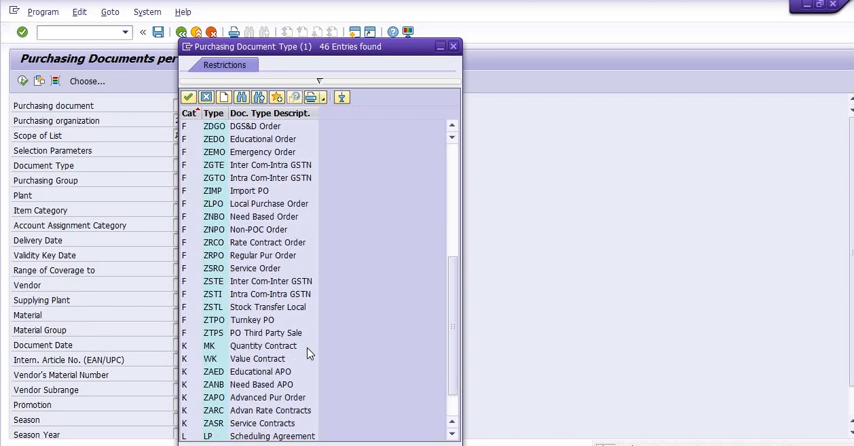 Program Edit Goto System Help
Purchasing Documents per
Choose...
Purchasing document
Purchasing organization
Scope of List
Selection Parameters
Document Type
Purchasing Group
Plant
Item Category
Account Assignment Category
Delivery Date
Validity Key Date
Range of Coverage to
Vendor
Supplying Plant
Material
Material Group
Document Date
Intern. Article No. (EAN/UPC)
Vendor's Material Number
Vendor Subrange
Promotion
Season
Season Year
Purchasing Document Type (1) 46 Entries found
Restrictions
Cat Type Doc. Type Descript.
F ZDGO DGS&D Order
F ZEDO Educational Order
F ZEMO Emergency Order
F ZGTE Inter Com-Intra GSTN
F ZGTO Intra Com-Inter GSTN
F ZIMP Import PO
F ZLPO Local Purchase Order
F ZNBO Need Based Order
F ZNPO Non-POC Order
F ZRCO Rate Contract Order
F ZRPO Regular Pur Order
F ZSRO Service Order
F ZSTE Inter Com-Inter GSTN
F ZSTI Intra Com-Intra GSTN
F ZSTL Stock Transfer Local
F ZTPO Turnkey PO
F ZTPS PO Third Party Sale
K MK Quantity Contract
K WK Value Contract
K ZAED Educational APO
K ZANB Need Based APO
K ZAPO Advanced Pur Order
K ZARC Advan Rate Contracts
K ZASR Service Contracts
L LP Scheduling Agreement